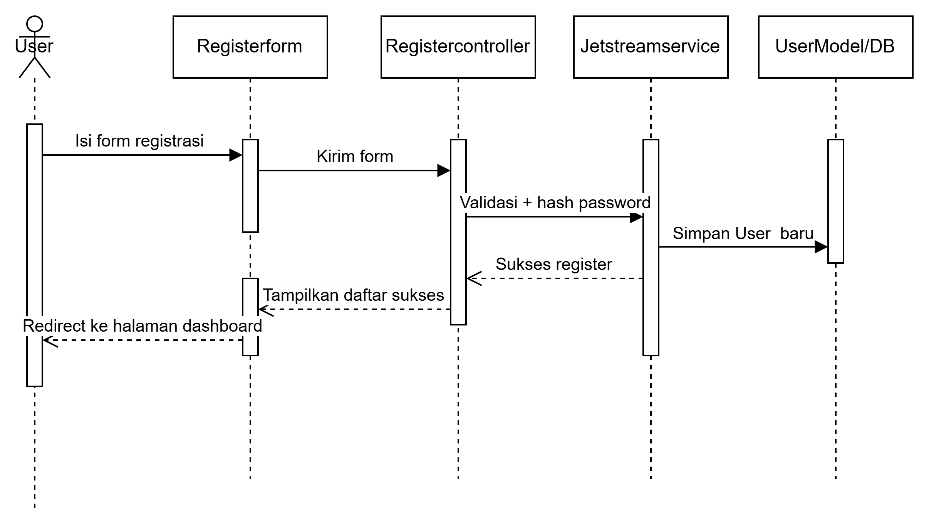 User
Registerform
Registercontroller
Jetstreamservice
UserModel/DB
Isi form registrasi
Kirim form
Validasi + hash password
Simpan User  baru
Sukses register
Tampilkan daftar sukses
Redirect ke halaman dashboard